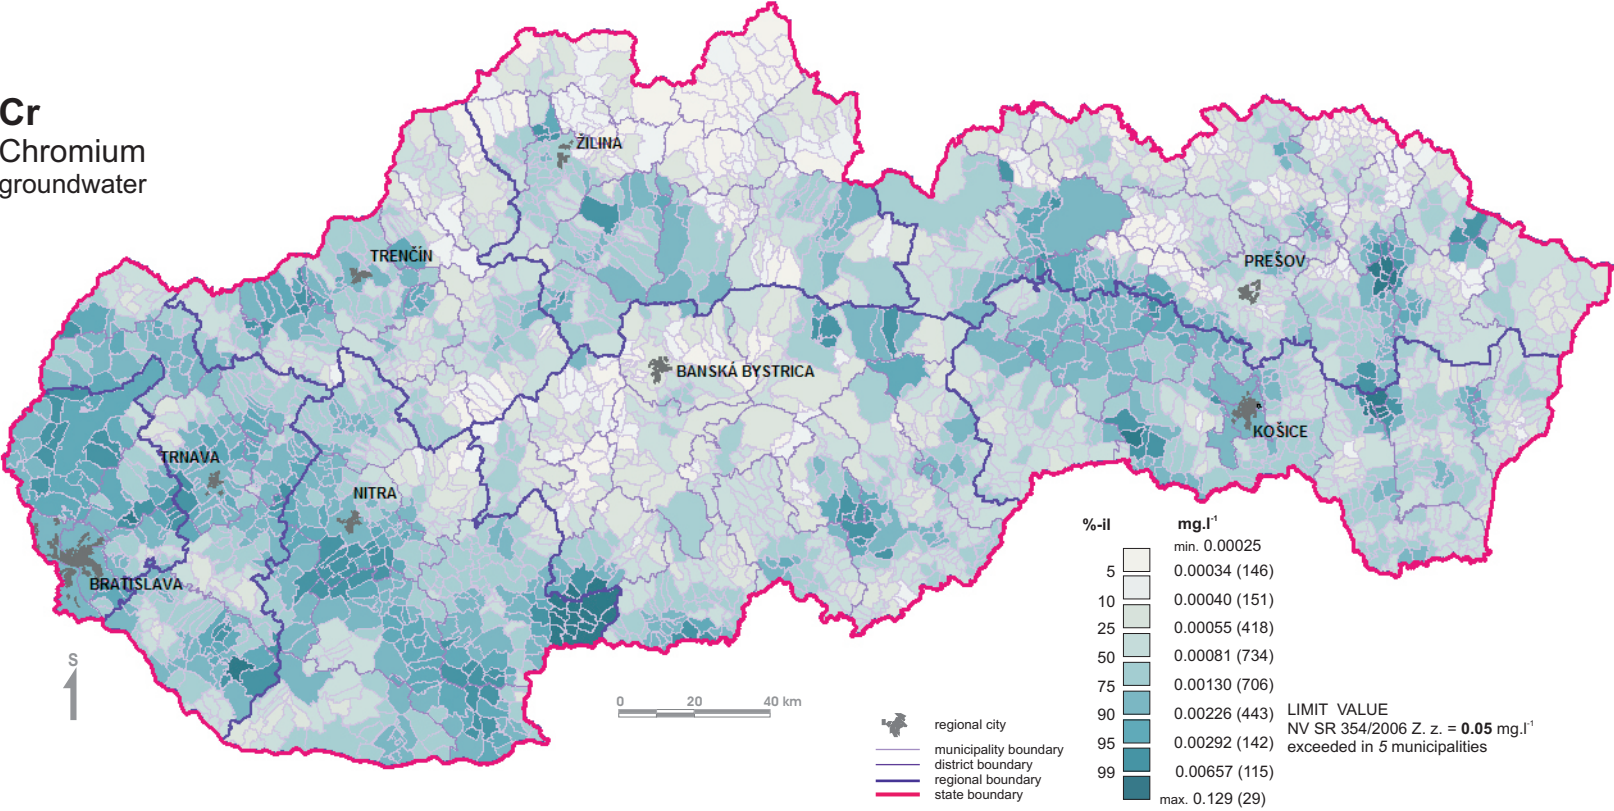 Cr
Chromium
groundwater
ŽILINA
TRENČÍN
PREŠOV
BANSKÁ BYSTRICA
KOŠICE
TRNAVA
NITRA
BRATISLAVA
S
0 20 40 km
regional city
municipality boundary
district boundary
regional boundary
state boundary
%-il mg.l⁻¹
min. 0.00025
5 0.00034 (146)
10 0.00040 (151)
25 0.00055 (418)
50 0.00081 (734)
75 0.00130 (706)
90 0.00226 (443)
95 0.00292 (142)
99 0.00657 (115)
max. 0.129 (29)
LIMIT VALUE
NV SR 354/2006 Z. z. = 0.05 mg.l⁻¹
exceeded in 5 municipalities